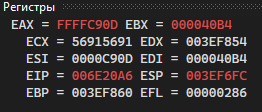 Регистры
EAX = FFFFC90D EBX = 000040B4
ECX = 56915691 EDX = 003EF854
ESI = 0000C90D EDI = 000040B4
EIP = 006E20A6 ESP = 003EF6FC
EBP = 003EF860 EFL = 00000286